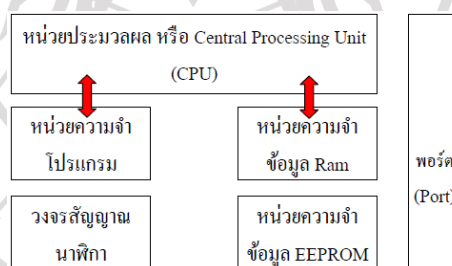 หน่วยประมวลผล หรือ Central Processing Unit
(CPU)
หน่วยความจำ
โปรแกรม
หน่วยความจำ
ข้อมูล Ram
พอร์ต
(Port)
วงจรสัญญาณ
นาฬิกา
หน่วยความจำ
ข้อมูล EEPROM